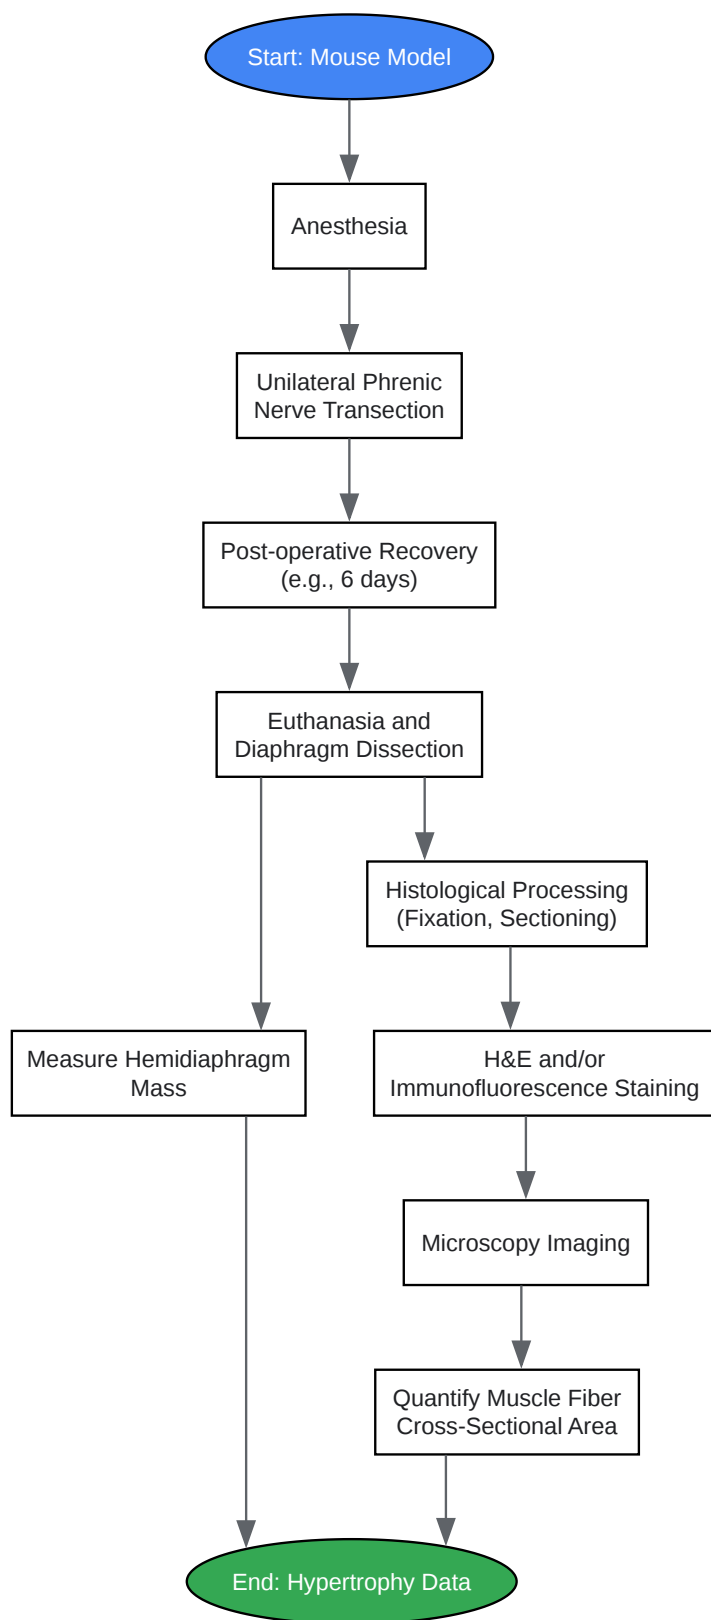 Start: Mouse Model
Anesthesia
Unilateral Phrenic
Nerve Transection
Post-operative Recovery
(e.g., 6 days)
Euthanasia and
Diaphragm Dissection
Histological Processing
(Fixation, Sectioning)
Measure Hemidiaphragm
Mass
H&E and/or
Immunofluorescence Staining
Microscopy Imaging
Quantify Muscle Fiber
Cross-Sectional Area
End: Hypertrophy Data